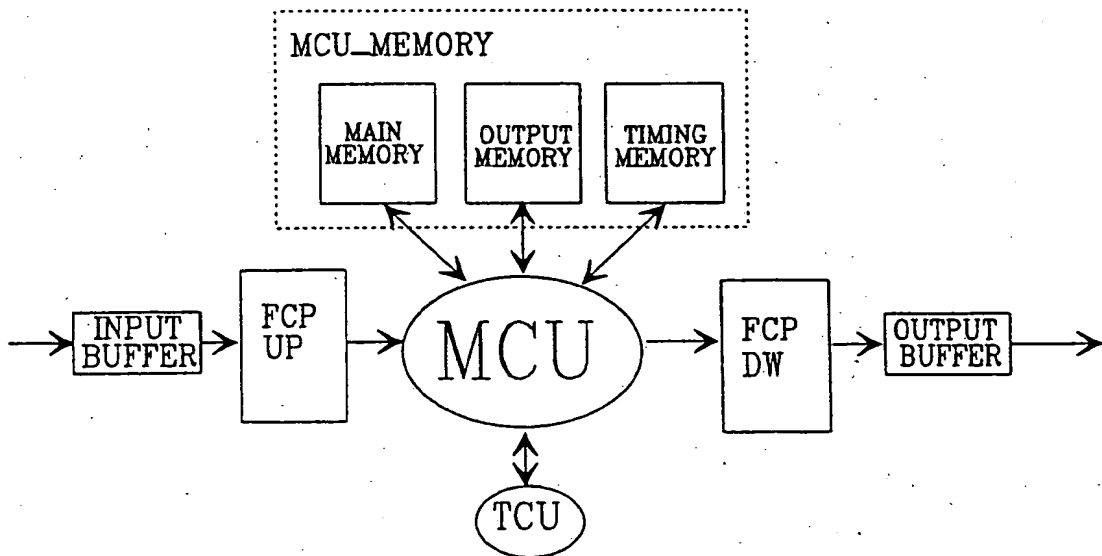 MCU_MEMORY
MAIN
MEMORY
OUTPUT
MEMORY
TIMING
MEMORY
INPUT
BUFFER
FCP
UP
MCU
FCP
DW
OUTPUT
BUFFER
TCU